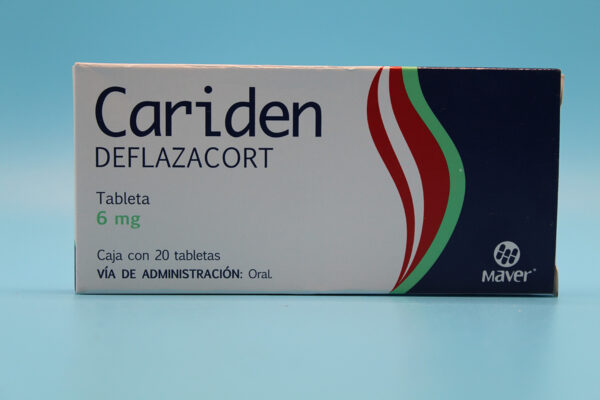 Cariden
DEFLAZACORT
Tableta
6 mg
Caja con 20 tabletas
VÍA DE ADMINISTRACIÓN: Oral.
Maver®